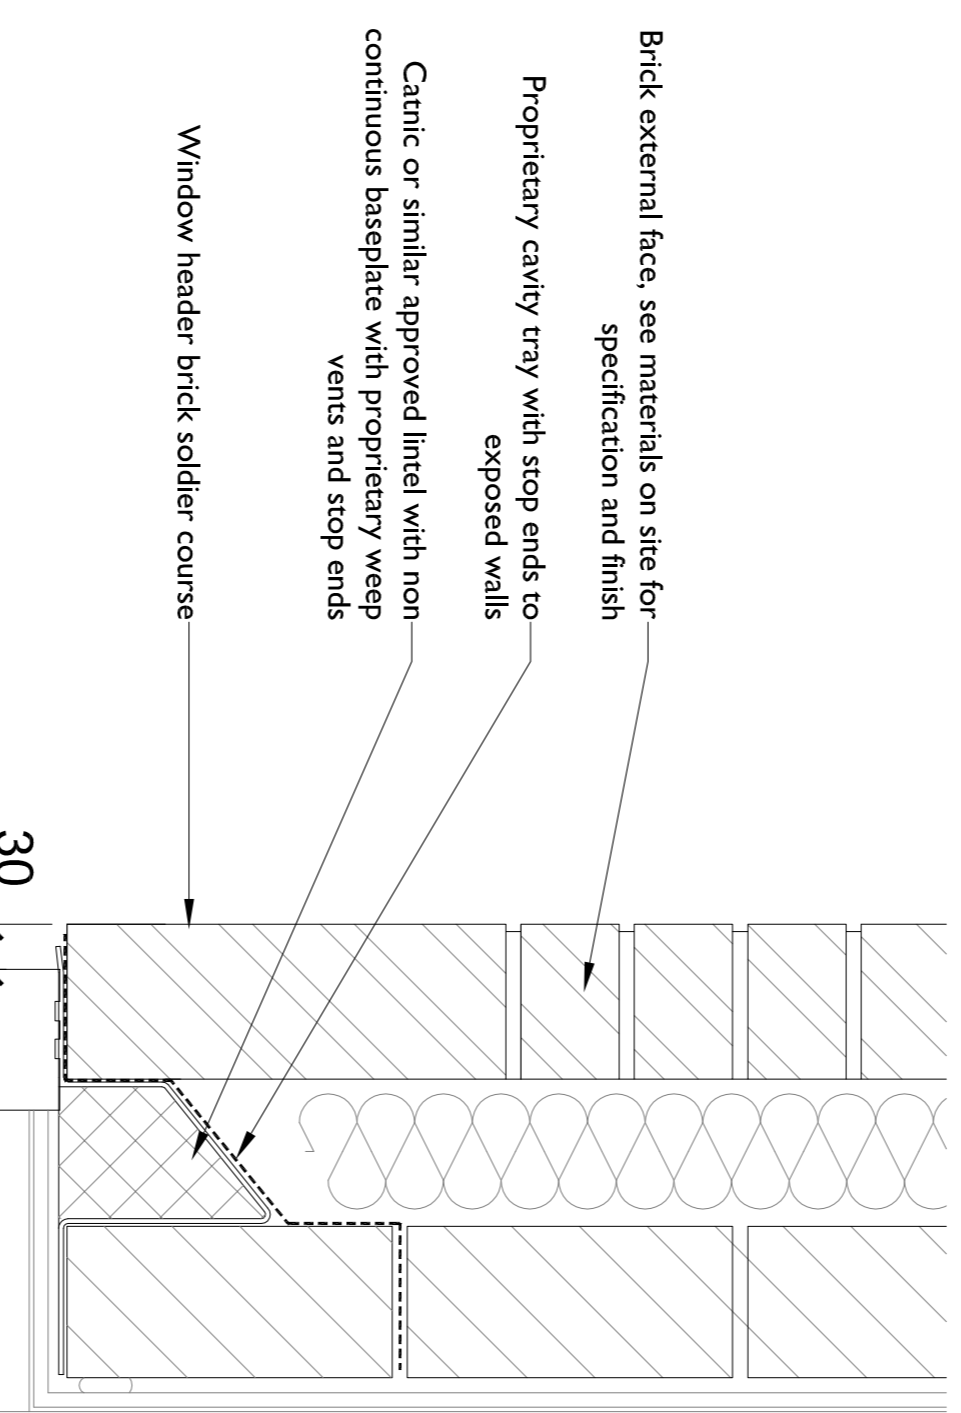 Brick external face, see materials on site for
specification and finish
Proprietary cavity tray with stop ends to
exposed walls
Catnic or similar approved lintel with non
continuous baseplate with proprietary weep
vents and stop ends
Window header brick soldier course
30